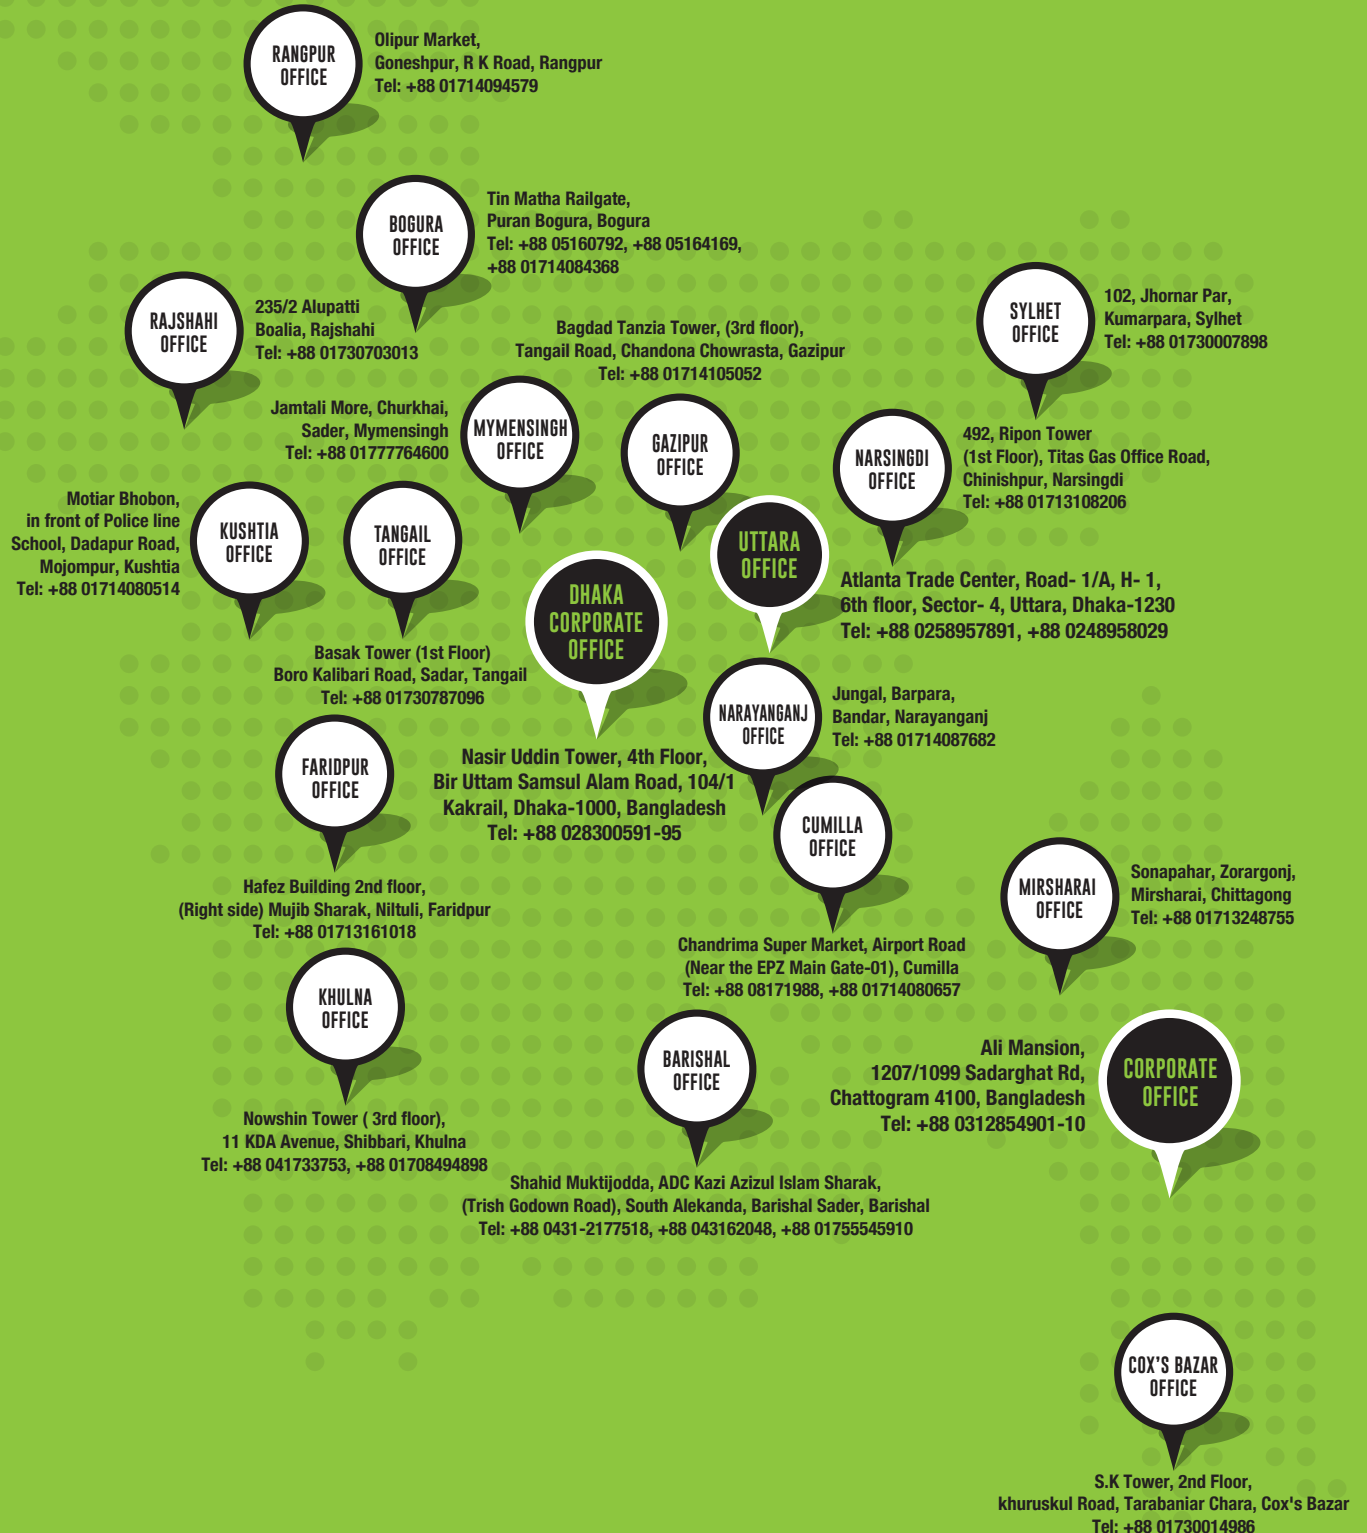 RANGPUR
OFFICE
Olipur Market,
Goneshpur, R K Road, Rangpur
Tel: +88 01714094579
BOGURA
OFFICE
Tin Matha Railgate,
Puran Bogura, Bogura
Tel: +88 05160792, +88 05164169,
+88 01714084368
RAJSHAHI
OFFICE
235/2 Alupatti
Boalia, Rajshahi
Tel: +88 01730703013
SYLHET
OFFICE
102, Jhornar Par,
Kumarpara, Sylhet
Tel: +88 01730007898
Bagdad Tanzia Tower, (3rd floor),
Tangail Road, Chandona Chowrasta, Gazipur
Tel: +88 01714105052
GAZIPUR
OFFICE
Jamtali More, Churkhai,
Sader, Mymensingh
Tel: +88 01777764600
MYMENSINGH
OFFICE
NARSINGDI
OFFICE
492, Ripon Tower
(1st Floor), Titas Gas Office Road,
Chinishpur, Narsingdi
Tel: +88 01713108206
Motiar Bhobon,
in front of Police line
School, Dadapur Road,
Mojompur, Kushtia
Tel: +88 01714080514
KUSHTIA
OFFICE
TANGAIL
OFFICE
Basak Tower (1st Floor)
Boro Kalibari Road, Sadar, Tangail
Tel: +88 01730787096
UTTARA
OFFICE
Atlanta Trade Center, Road- 1/A, H- 1,
6th floor, Sector- 4, Uttara, Dhaka-1230
Tel: +88 0258957891, +88 0248958029
DHAKA
CORPORATE
OFFICE
Nasir Uddin Tower, 4th Floor,
Bir Uttam Samsul Alam Road, 104/1
Kakrail, Dhaka-1000, Bangladesh
Tel: +88 028300591-95
NARAYANGANJ
OFFICE
Jungal, Barpara,
Bandar, Narayanganj
Tel: +88 01714087682
FARIDPUR
OFFICE
Hafez Building 2nd floor,
(Right side) Mujib Sharak, Niltuli, Faridpur
Tel: +88 01713161018
CUMILLA
OFFICE
Chandrima Super Market, Airport Road
(Near the EPZ Main Gate-01), Cumilla
Tel: +88 08171988, +88 01714080657
MIRSHARAI
OFFICE
Sonapahar, Zorargonj,
Mirsharai, Chittagong
Tel: +88 01713248755
KHULNA
OFFICE
Nowshin Tower ( 3rd floor),
11 KDA Avenue, Shibbari, Khulna
Tel: +88 041733753, +88 01708494898
BARISHAL
OFFICE
Shahid Muktijodda, ADC Kazi Azizul Islam Sharak,
(Trish Godown Road), South Alekanda, Barishal Sader, Barishal
Tel: +88 0431-2177518, +88 043162048, +88 01755545910
Ali Mansion,
1207/1099 Sadarghat Rd,
Chattogram 4100, Bangladesh
Tel: +88 0312854901-10
CORPORATE
OFFICE
COX'S BAZAR
OFFICE
S.K Tower, 2nd Floor,
khuruskul Road, Tarabaniar Chara, Cox's Bazar
Tel: +88 01730014986